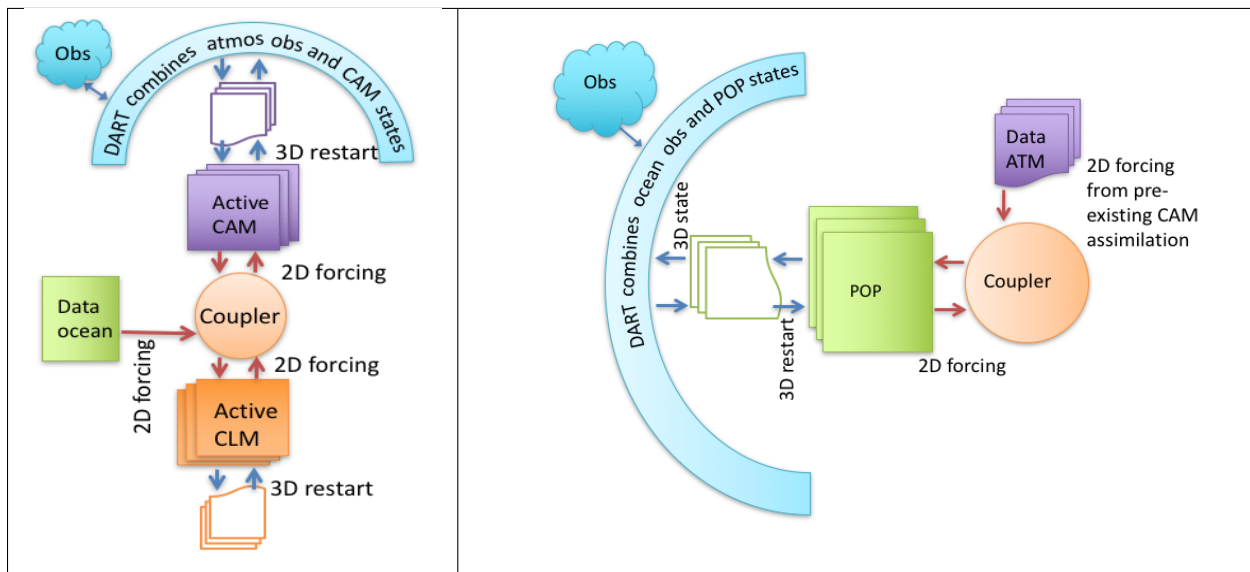 Obs
DART combines atmos obs and CAM states
3D restart
Active
CAM
2D forcing
Data
ocean
Coupler
2D forcing
2D forcing
Active
CLM
3D restart
Obs
DART combines ocean obs and POP states
3D state
3D restart
POP
2D forcing
Data
ATM
2D forcing
from pre-
existing CAM
assimilation
Coupler